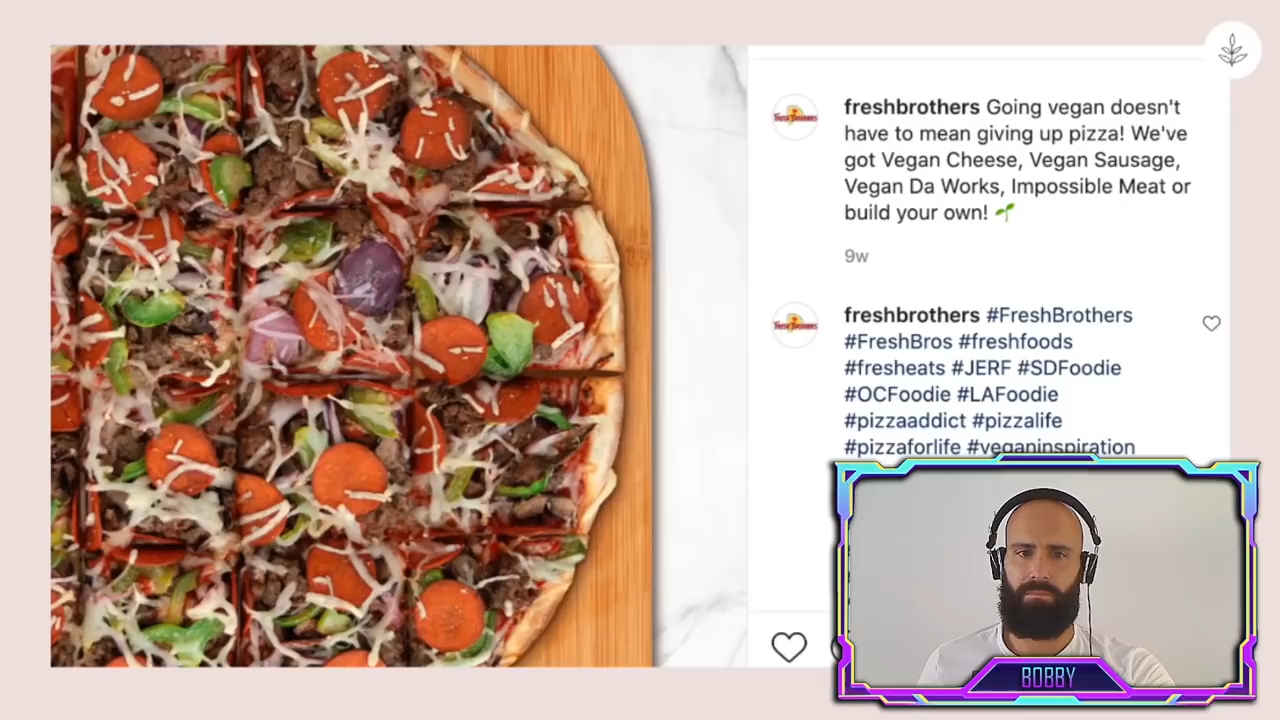 freshbrothers Going vegan doesn't
have to mean giving up pizza! We've
got Vegan Cheese, Vegan Sausage,
Vegan Da Works, Impossible Meat or
build your own! 🌱
9w
freshbrothers #FreshBrothers
#FreshBros #freshfoods
#fresheats #JERF #SDFoodie
#OCFoodie #LAFoodie
#pizzaaddict #pizzalife
#pizzaforlife #veganinspiration
BOBBY